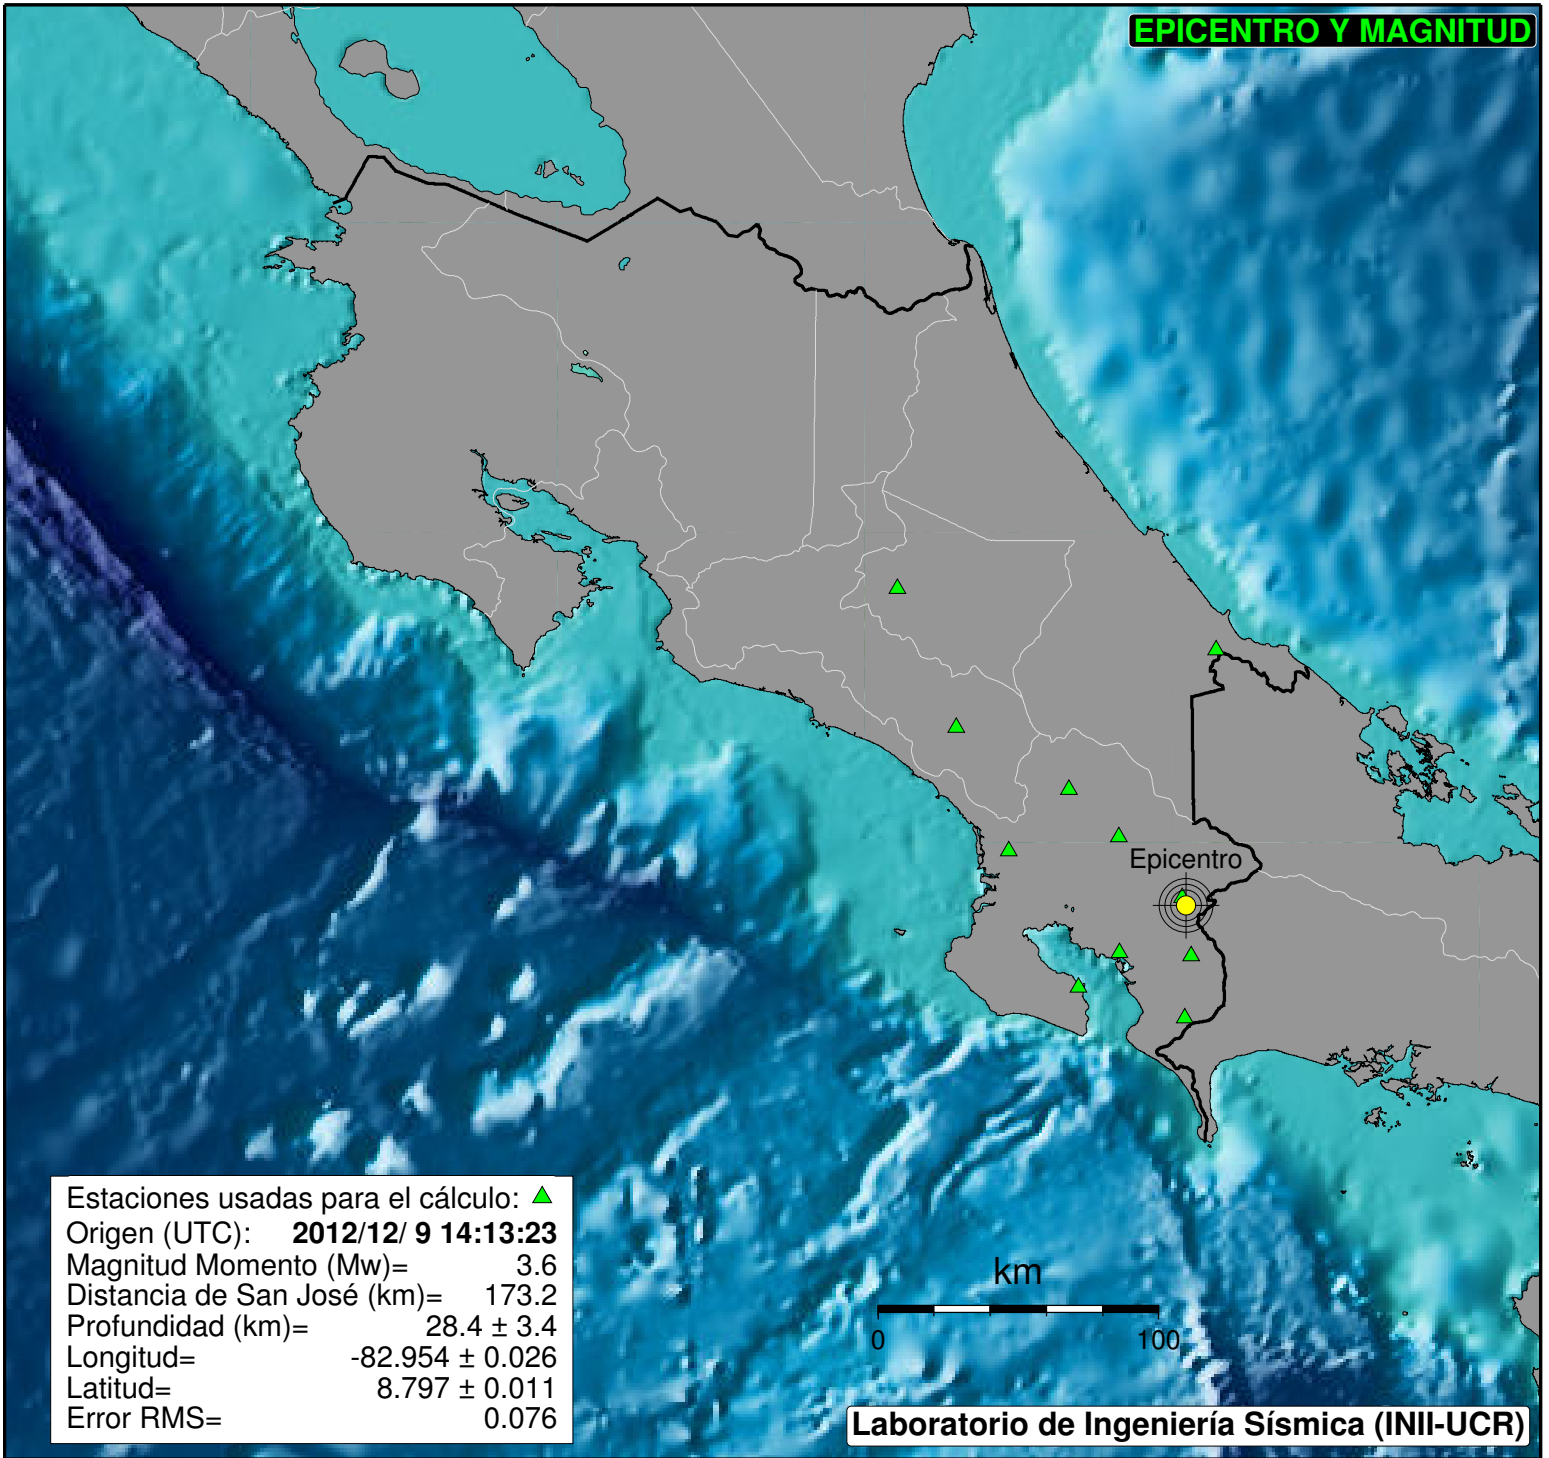 EPICENTRO Y MAGNITUD
Epicentro
Estaciones usadas para el cálculo:
Origen (UTC): 2012/12/ 9 14:13:23
Magnitud Momento (Mw)= 3.6
Distancia de San José (km)= 173.2
Profundidad (km)= 28.4 ± 3.4
Longitud= -82.954 ± 0.026
Latitud= 8.797 ± 0.011
Error RMS= 0.076
km
0 100
Laboratorio de Ingeniería Sísmica (INII-UCR)